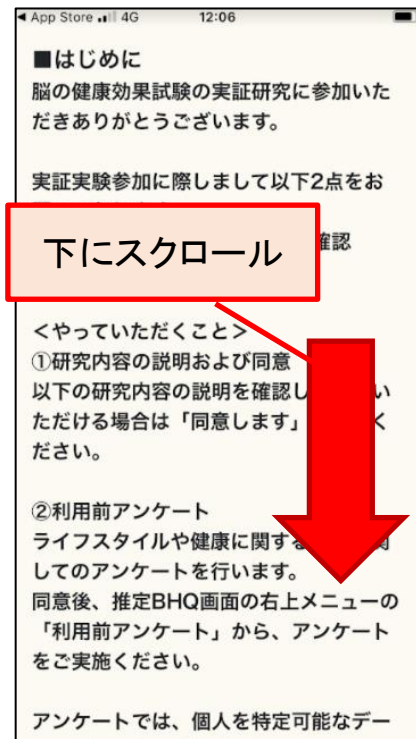 App Store 4G 12:06
■はじめに
脳の健康効果試験の実証研究に参加いた
だきありがとうございます。
実証実験参加に際しまして以下2点をお
確認
下にスクロール
＜やっていただくこと＞
①研究内容の説明および同意
以下の研究内容の説明を確認し い
ただける場合は「同意します」 く
ださい。
②利用前アンケート
ライフスタイルや健康に関する
してのアンケートを行います。
同意後、推定BHQ画面の右上メニューの
「利用前アンケート」から、アンケート
をご実施ください。
アンケートでは、個人を特定可能なデー